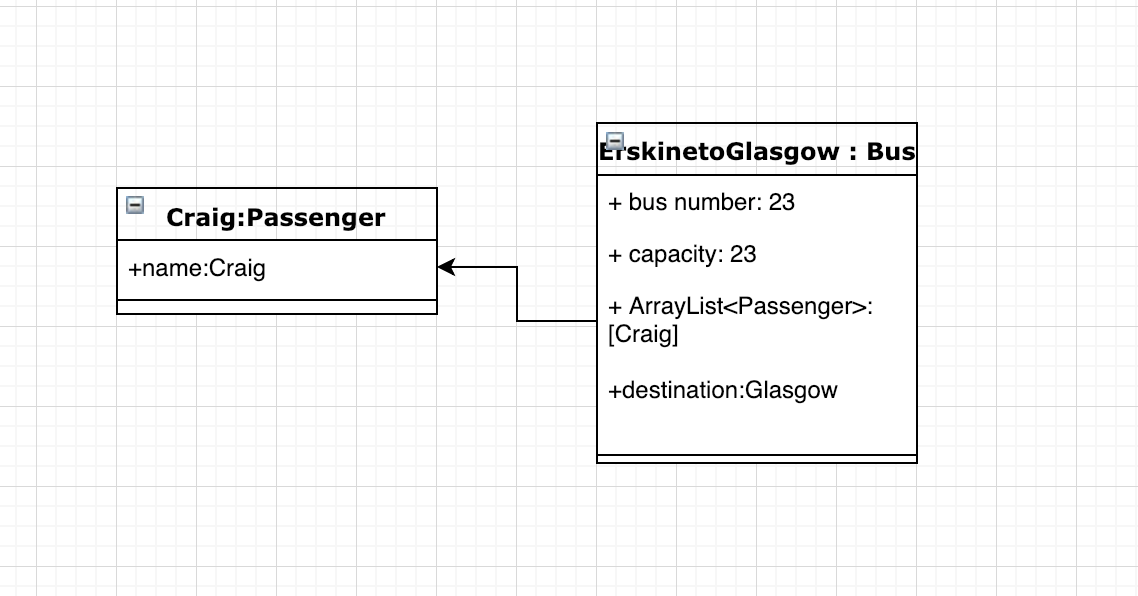 Craig:Passenger
+name:Craig
ErskinetoGlasgow : Bus
+ bus number: 23
+ capacity: 23
+ ArrayList<Passenger>:
[Craig]
+destination:Glasgow